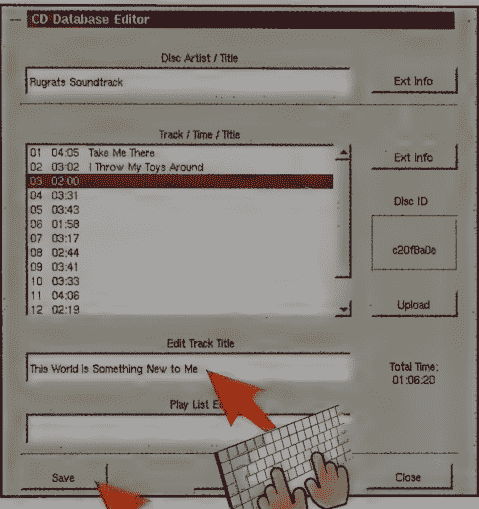 CD Database Editor
Disc Artist / Title
Rugrats Soundtrack
Ext Info
Track / Time / Title
01 04:05 Take Me There
02 03:02 I Throw My Toys Around
03 02:00
04 03:31
05 03:43
06 01:58
07 03:17
08 02:44
09 03:41
10 03:33
11 04:06
12 02:19
Ext Info
Disc ID
c20f8a0e
Upload
Edit Track Title
This World is Something New to Me
Total Time:
01:06:20
Play List
Save
Close